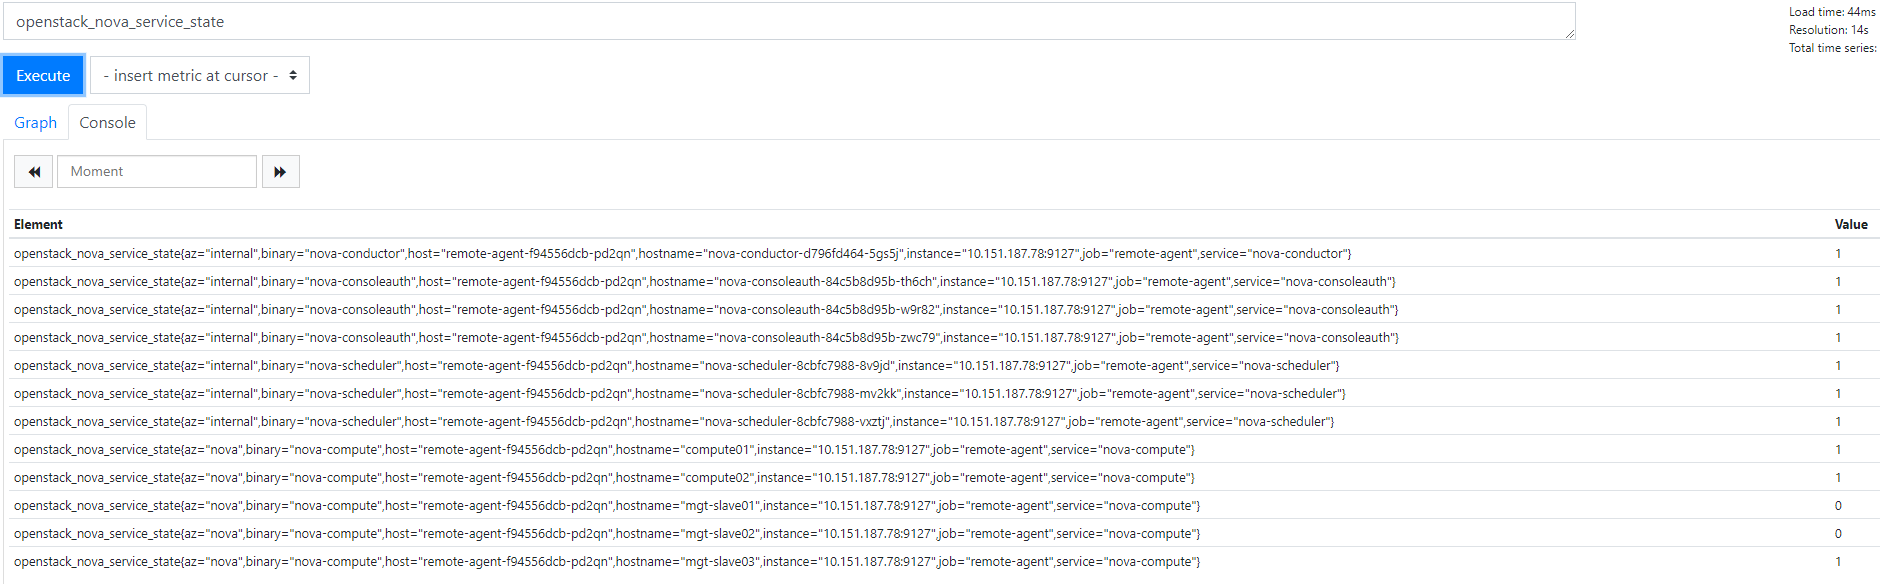 openstack_nova_service_state
Load time: 44ms
Resolution: 14s
Total time series:
Execute
- insert metric at cursor -
Graph
Console
Moment
Element Value
openstack_nova_service_state{az="internal",binary="nova-conductor",host="remote-agent-f94556dcb-pd2qn",hostname="nova-conductor-d796fd464-5gs5j",instance="10.151.187.78:9127",job="remote-agent",service="nova-conductor"} 1
openstack_nova_service_state{az="internal",binary="nova-consoleauth",host="remote-agent-f94556dcb-pd2qn",hostname="nova-consoleauth-84c5b8d95b-th6ch",instance="10.151.187.78:9127",job="remote-agent",service="nova-consoleauth"} 1
openstack_nova_service_state{az="internal",binary="nova-consoleauth",host="remote-agent-f94556dcb-pd2qn",hostname="nova-consoleauth-84c5b8d95b-w9r82",instance="10.151.187.78:9127",job="remote-agent",service="nova-consoleauth"} 1
openstack_nova_service_state{az="internal",binary="nova-consoleauth",host="remote-agent-f94556dcb-pd2qn",hostname="nova-consoleauth-84c5b8d95b-zwc79",instance="10.151.187.78:9127",job="remote-agent",service="nova-consoleauth"} 1
openstack_nova_service_state{az="internal",binary="nova-scheduler",host="remote-agent-f94556dcb-pd2qn",hostname="nova-scheduler-8cbfc7988-8v9jd",instance="10.151.187.78:9127",job="remote-agent",service="nova-scheduler"} 1
openstack_nova_service_state{az="internal",binary="nova-scheduler",host="remote-agent-f94556dcb-pd2qn",hostname="nova-scheduler-8cbfc7988-mv2kk",instance="10.151.187.78:9127",job="remote-agent",service="nova-scheduler"} 1
openstack_nova_service_state{az="internal",binary="nova-scheduler",host="remote-agent-f94556dcb-pd2qn",hostname="nova-scheduler-8cbfc7988-vxztj",instance="10.151.187.78:9127",job="remote-agent",service="nova-scheduler"} 1
openstack_nova_service_state{az="nova",binary="nova-compute",host="remote-agent-f94556dcb-pd2qn",hostname="compute01",instance="10.151.187.78:9127",job="remote-agent",service="nova-compute"} 1
openstack_nova_service_state{az="nova",binary="nova-compute",host="remote-agent-f94556dcb-pd2qn",hostname="compute02",instance="10.151.187.78:9127",job="remote-agent",service="nova-compute"} 1
openstack_nova_service_state{az="nova",binary="nova-compute",host="remote-agent-f94556dcb-pd2qn",hostname="mgt-slave01",instance="10.151.187.78:9127",job="remote-agent",service="nova-compute"} 0
openstack_nova_service_state{az="nova",binary="nova-compute",host="remote-agent-f94556dcb-pd2qn",hostname="mgt-slave02",instance="10.151.187.78:9127",job="remote-agent",service="nova-compute"} 0
openstack_nova_service_state{az="nova",binary="nova-compute",host="remote-agent-f94556dcb-pd2qn",hostname="mgt-slave03",instance="10.151.187.78:9127",job="remote-agent",service="nova-compute"} 1